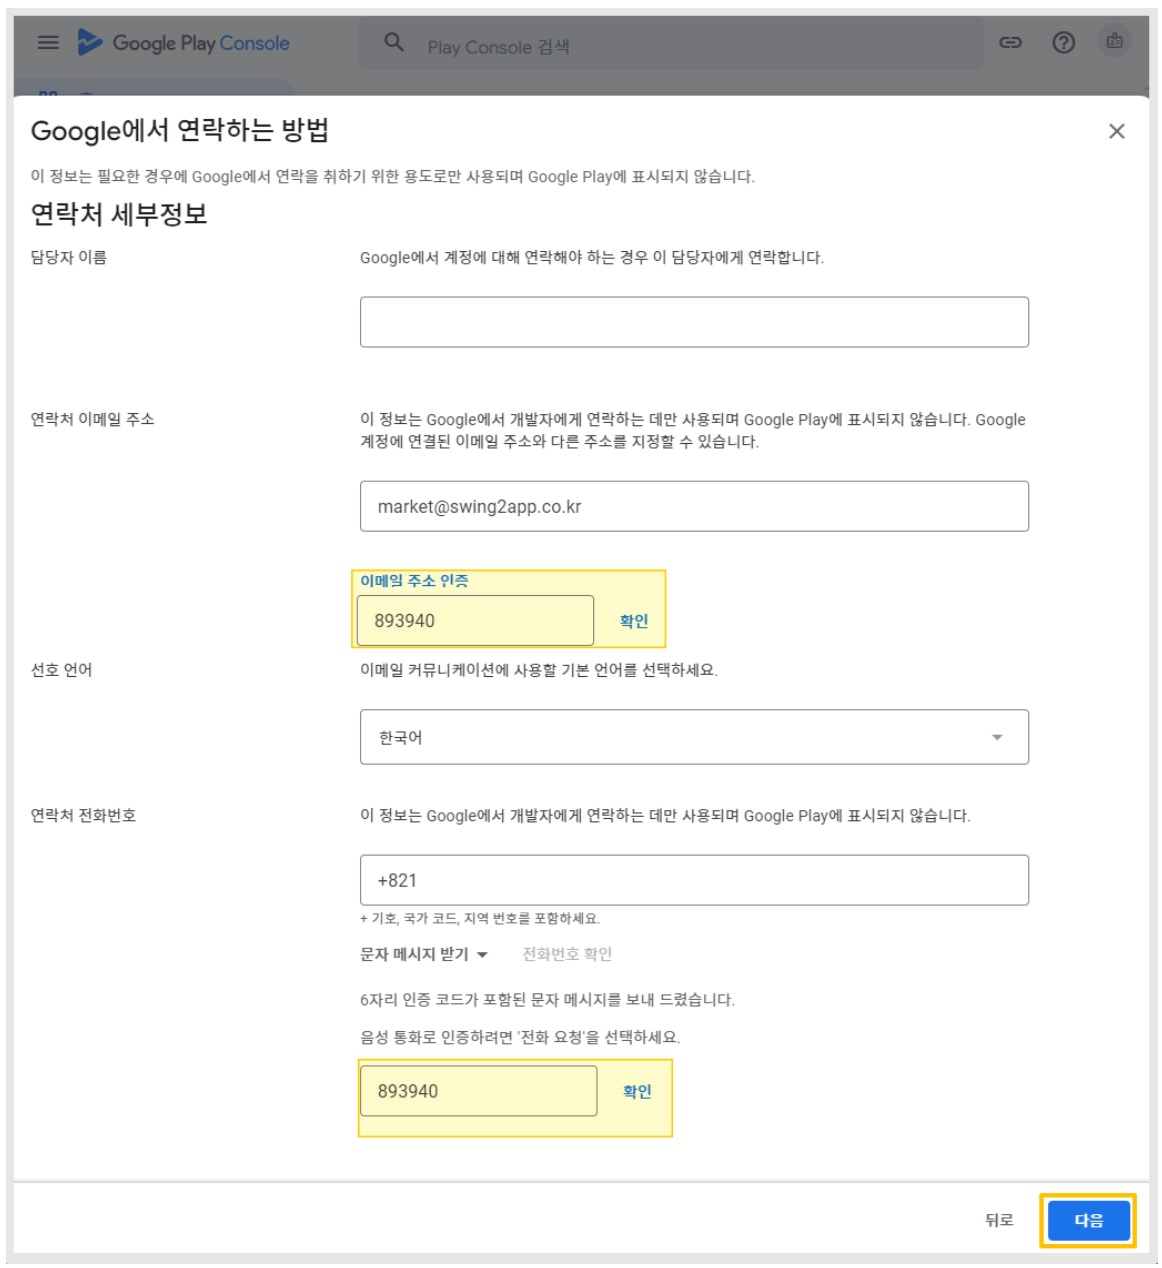 Google Play Console
Play Console 검색
Google에서 연락하는 방법
이 정보는 필요한 경우에 Google에서 연락을 취하기 위한 용도로만 사용되며 Google Play에 표시되지 않습니다.
연락처 세부정보
담당자 이름
Google에서 계정에 대해 연락해야 하는 경우 이 담당자에게 연락합니다.
연락처 이메일 주소
이 정보는 Google에서 개발자에게 연락하는 데만 사용되며 Google Play에 표시되지 않습니다. Google
계정에 연결된 이메일 주소와 다른 주소를 지정할 수 있습니다.
market@swing2app.co.kr
이메일 주소 인증
893940
확인
선호 언어
이메일 커뮤니케이션에 사용할 기본 언어를 선택하세요.
한국어
연락처 전화번호
이 정보는 Google에서 개발자에게 연락하는 데만 사용되며 Google Play에 표시되지 않습니다.
+821
+ 기호, 국가 코드, 지역 번호를 포함하세요.
문자 메시지 받기
전화번호 확인
6자리 인증 코드가 포함된 문자 메시지를 보내 드렸습니다.
음성 통화로 인증하려면 '전화 요청'을 선택하세요.
893940
확인
뒤로
다음